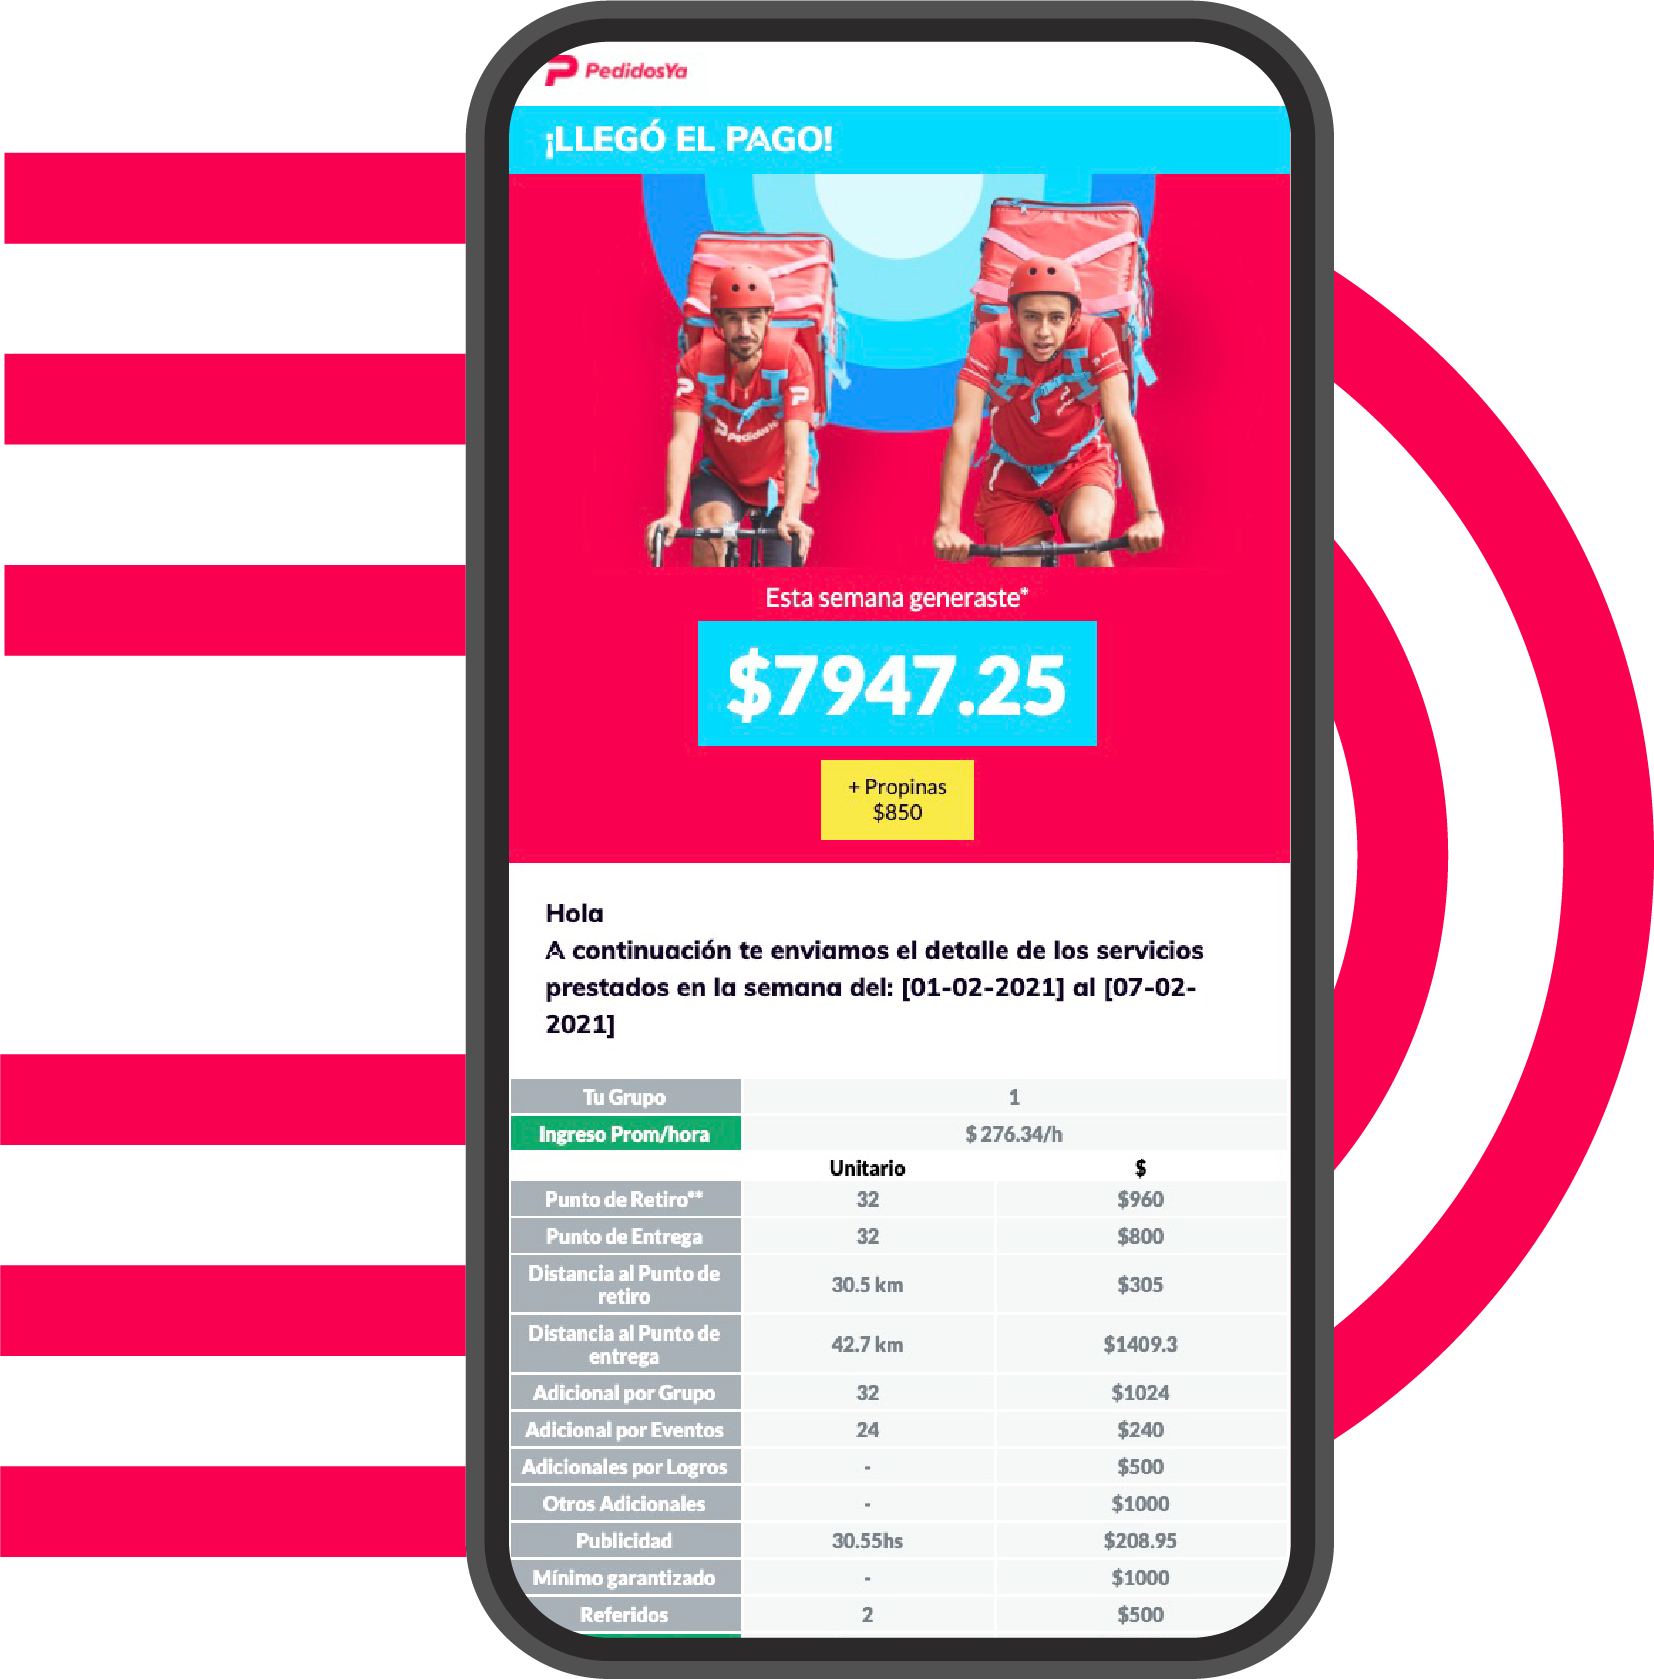 PedidosYa
¡LLEGÓ EL PAGO!
PedidosYa
Esta semana generaste*
$7947.25
+ Propinas
$850
Hola
A continuación te enviamos el detalle de los servicios
prestados en la semana del: [01-02-2021] al [07-02-
2021]
Tu Grupo 1
Ingreso Prom/hora $ 276.34/h
Unitario $
Punto de Retiro** 32 $960
Punto de Entrega 32 $800
Distancia al Punto de
retiro 30.5 km $305
Distancia al Punto de
entrega 42.7 km $1409.3
Adicional por Grupo 32 $1024
Adicional por Eventos 24 $240
Adicionales por Logros - $500
Otros Adicionales - $1000
Publicidad 30.55hs $208.95
Mínimo garantizado - $1000
Referidos 2 $500